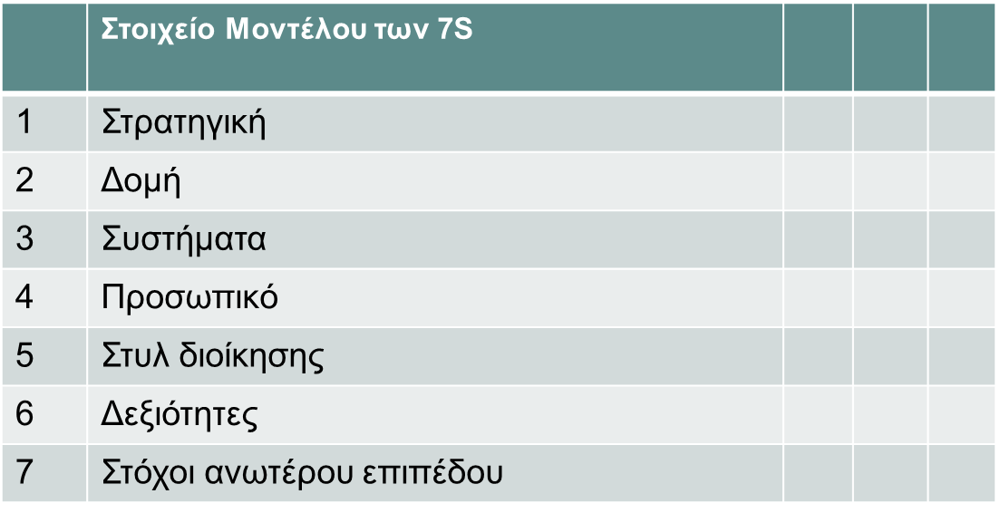 Στοιχείο Μοντέλου των 7S
1 Στρατηγική
2 Δομή
3 Συστήματα
4 Προσωπικό
5 Στυλ διοίκησης
6 Δεξιότητες
7 Στόχοι ανωτέρου επιπέδου